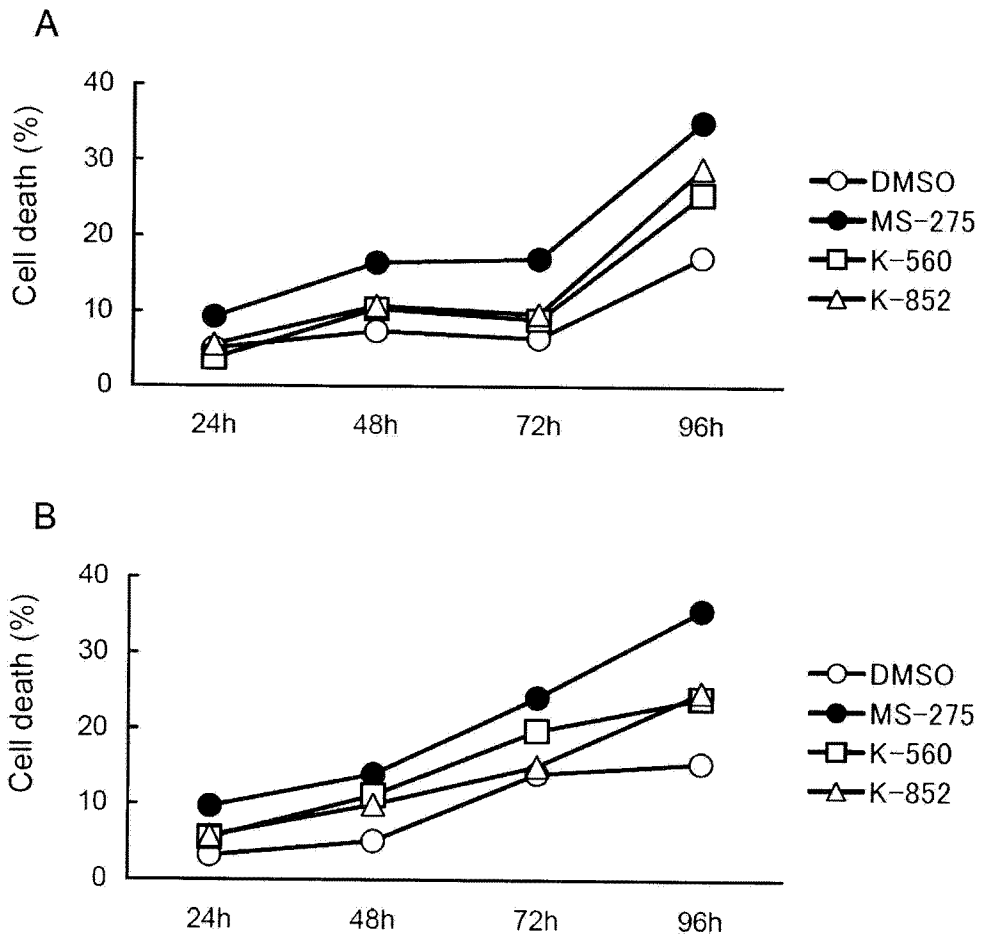 A
Cell death (%)
40
30
20
10
0
24h 48h 72h 96h
DMSO
MS-275
K-560
K-852
B
Cell death (%)
40
30
20
10
0
24h 48h 72h 96h
DMSO
MS-275
K-560
K-852